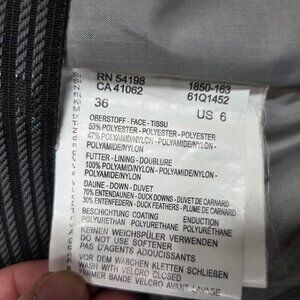 RN 54198 1850-163
CA 41062 61Q1452
36 US 6
OBERSTOFF - FACE - TISSU
53% POLYESTER - POLYESTER - POLYESTER
47% POLYAMID/NYLON - POLYAMIDE/NYLON -
POLYAMIDE/NYLON
FUTTER - LINING - DOUBLURE
100% POLYAMID/NYLON - POLYAMIDE/NYLON -
POLYAMIDE/NYLON
DAUNE - DOWN - DUVET
70% ENTENDAUNEN - DUCK DOWNS - DUVET DE CANARD
30% ENTENFEDERN - DUCK FEATHERS - PLUME DE CANARD
BESCHICHTUNG COATING ENDUCTION
POLYURETHAN POLYURETHANE POLYURÉTHANE
KEINEN WEICHSPÜLER VERWENDEN
DO NOT USE SOFTENER
PAS D'AGENTS ADOUCISSANTS
VOR DEM WASCHEN KLETTEN SCHLIEßEN
WASH WITH VELCRO CLOSED
FERMER BANDE VELCRO AVANT LAVAGE